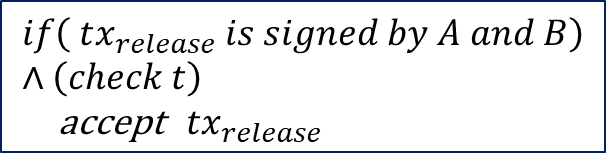 if( tx_release is signed by A and B)
∧ (check t)
accept tx_release